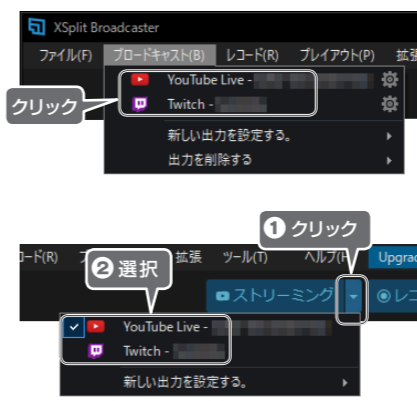 XSplit Broadcaster
ファイル(F) ブロードキャスト(B) レコード(R) プレイアウト(P) 拡張
YouTube Live -
クリック
Twitch -
新しい出力を設定する。
出力を削除する
❶ クリック
ード(R) 拡張 ツール(T) ヘルプ(H Upgrad
❷ 選択
ストリーミング レコ
YouTube Live -
Twitch -
新しい出力を設定する。